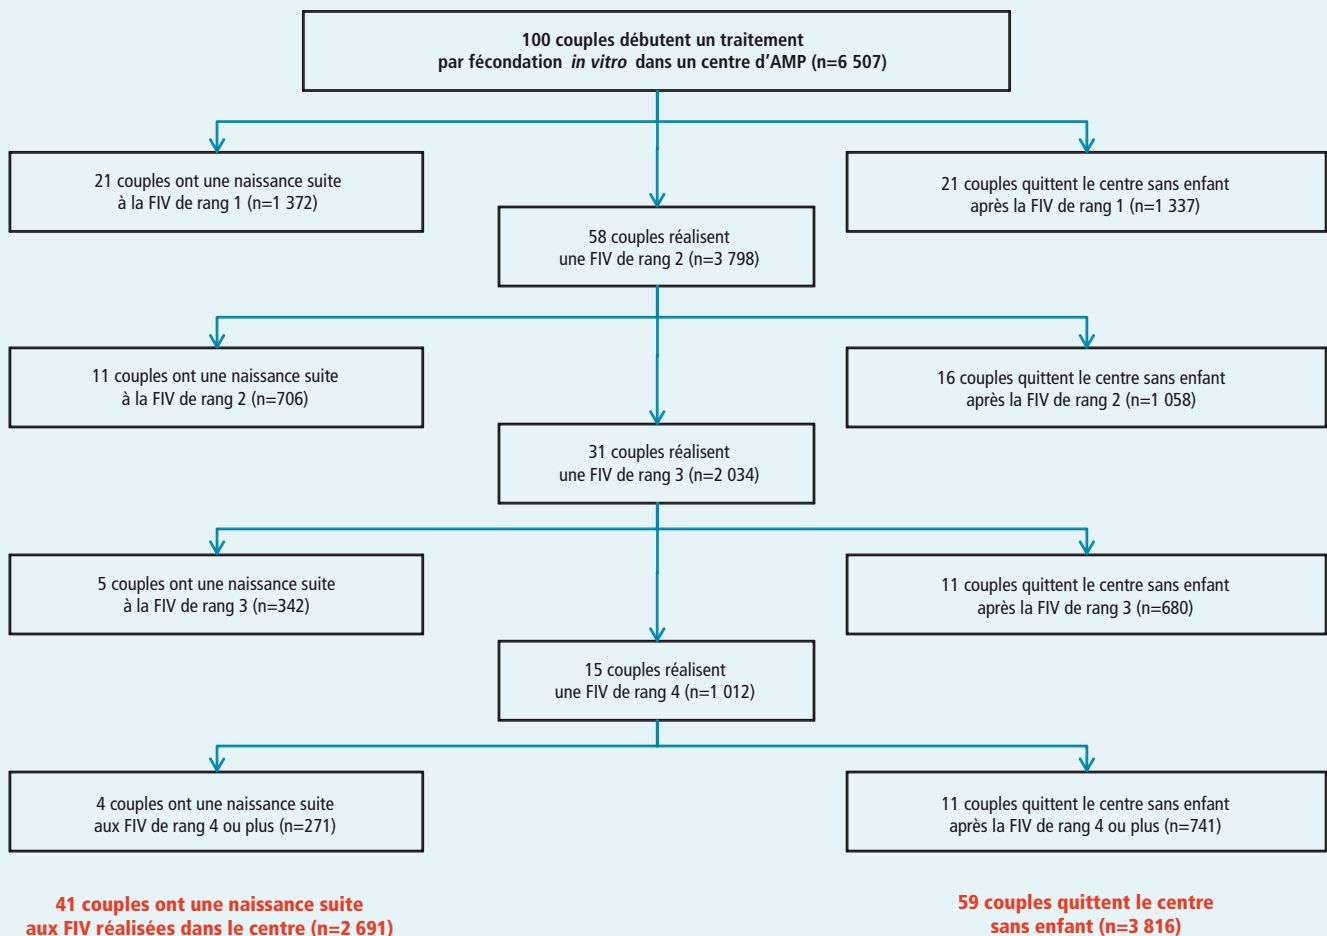 100 couples débutent un traitement
par fécondation in vitro dans un centre d'AMP (n=6 507)
21 couples ont une naissance suite
à la FIV de rang 1 (n=1 372)
21 couples quittent le centre sans enfant
après la FIV de rang 1 (n=1 337)
58 couples réalisent
une FIV de rang 2 (n=3 798)
11 couples ont une naissance suite
à la FIV de rang 2 (n=706)
16 couples quittent le centre sans enfant
après la FIV de rang 2 (n=1 058)
31 couples réalisent
une FIV de rang 3 (n=2 034)
5 couples ont une naissance suite
à la FIV de rang 3 (n=342)
11 couples quittent le centre sans enfant
après la FIV de rang 3 (n=680)
15 couples réalisent
une FIV de rang 4 (n=1 012)
4 couples ont une naissance suite
aux FIV de rang 4 ou plus (n=271)
11 couples quittent le centre sans enfant
après la FIV de rang 4 ou plus (n=741)
41 couples ont une naissance suite
aux FIV réalisées dans le centre (n=2 691)
59 couples quittent le centre
sans enfant (n=3 816)